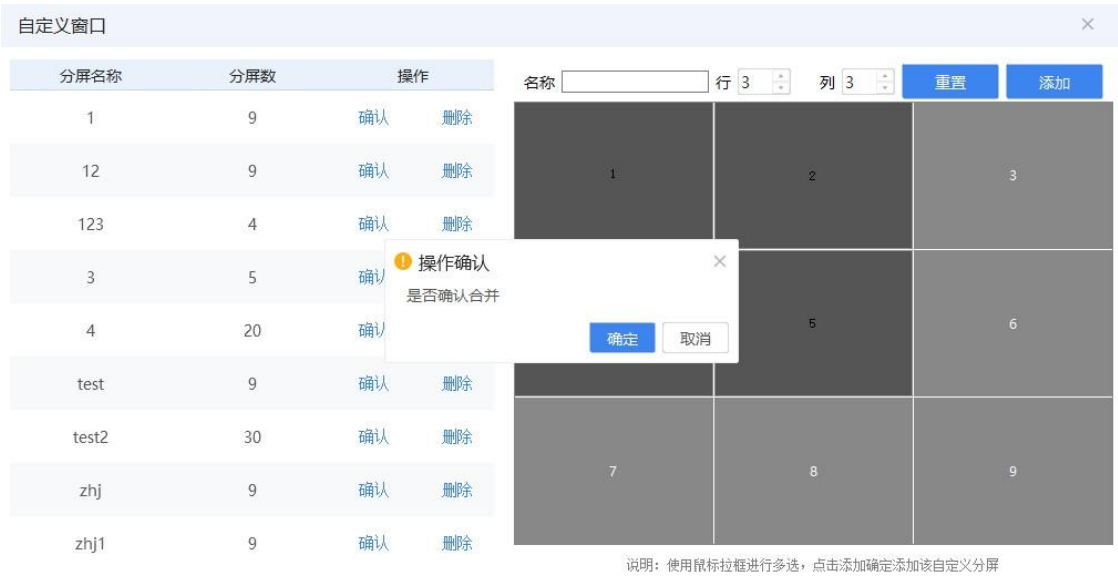 自定义窗口
分屏名称 分屏数 操作
名称 行 3 列 3 重置 添加
1 9 确认 删除
12 9 确认 删除
123 4 确认 删除
3 5 确认
4 20 确认
test 9 确认 删除
test2 30 确认 删除
zhj 9 确认 删除
zhj1 9 确认 删除
1 2 3
操作确认
是否确认合并
确定 取消
5 6
7 8 9
说明：使用鼠标拉框进行多选，点击添加确定添加该自定义分屏